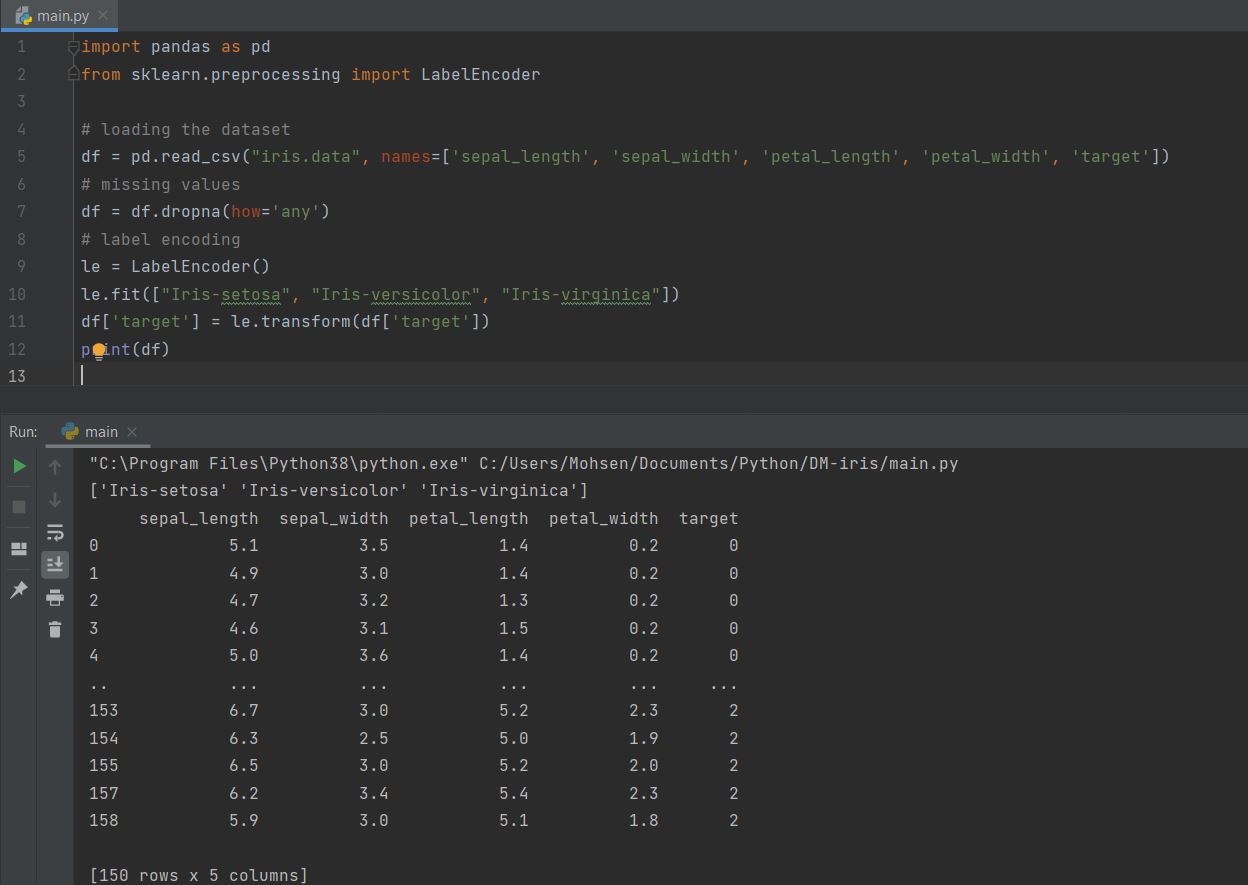 main.py
1 import pandas as pd
2 from sklearn.preprocessing import LabelEncoder
3
4 # loading the dataset
5 df = pd.read_csv("iris.data", names=['sepal_length', 'sepal_width', 'petal_length', 'petal_width', 'target'])
6 # missing values
7 df = df.dropna(how='any')
8 # label encoding
9 le = LabelEncoder()
10 le.fit(["Iris-setosa", "Iris-versicolor", "Iris-virginica"])
11 df['target'] = le.transform(df['target'])
12 print(df)
13
Run: main
"C:\Program Files\Python38\python.exe" C:/Users/Mohsen/Documents/Python/DM-iris/main.py
['Iris-setosa' 'Iris-versicolor' 'Iris-virginica']
sepal_length sepal_width petal_length petal_width target
0 5.1 3.5 1.4 0.2 0
1 4.9 3.0 1.4 0.2 0
2 4.7 3.2 1.3 0.2 0
3 4.6 3.1 1.5 0.2 0
4 5.0 3.6 1.4 0.2 0
.. ... ... ... ... ...
153 6.7 3.0 5.2 2.3 2
154 6.3 2.5 5.0 1.9 2
155 6.5 3.0 5.2 2.0 2
157 6.2 3.4 5.4 2.3 2
158 5.9 3.0 5.1 1.8 2
[150 rows x 5 columns]